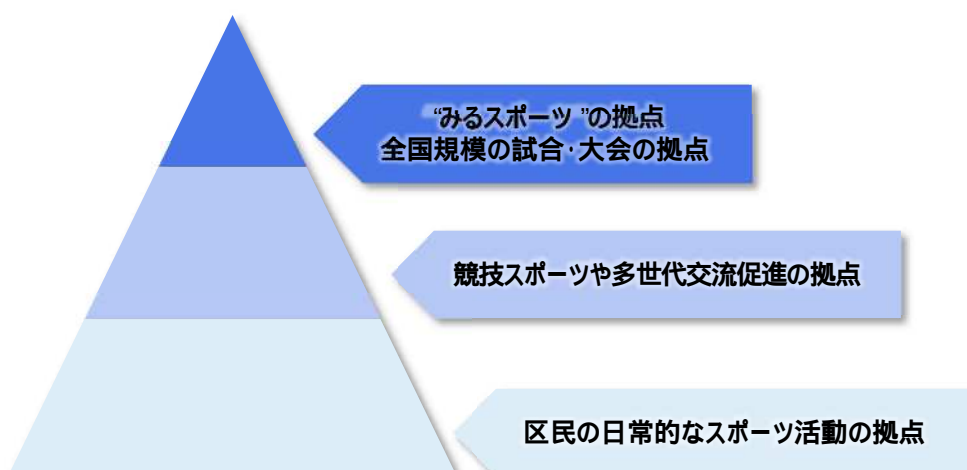 “みるスポーツ ”の拠点
全国規模の試合・大会の拠点
競技スポーツや多世代交流促進の拠点
区民の日常的なスポーツ活動の拠点